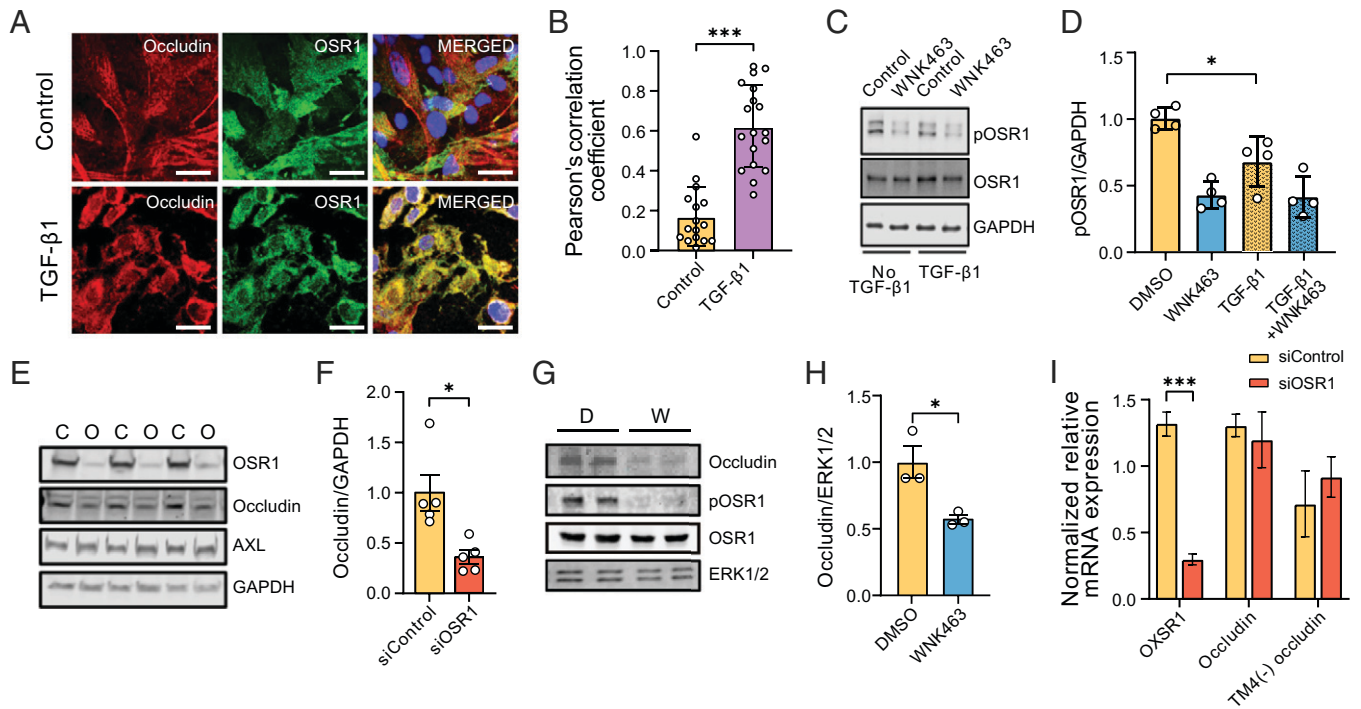 A
Control
TGF-β1
Occludin
OSR1
MERGED
Occludin
OSR1
MERGED
B
***
Pearson's correlation
coefficient
1.0
0.8
0.6
0.4
0.2
0.0
Control
TGF-β1
C
Control
WNK463
Control
WNK463
pOSR1
OSR1
GAPDH
No
TGF-β1
TGF-β1
D
*
pOSR1/GAPDH
1.5
1.0
0.5
0.0
DMSO
WNK463
TGF-β1
TGF-β1
+WNK463
E
C O C O C O
OSR1
Occludin
AXL
GAPDH
F
*
Occludin/GAPDH
2.0
1.5
1.0
0.5
0.0
siControl
siOSR1
G
D W
Occludin
pOSR1
OSR1
ERK1/2
H
*
Occludin/ERK1/2
1.5
1.0
0.5
0.0
DMSO
WNK463
I
siControl
siOSR1
***
Normalized relative
mRNA expression
1.5
1.0
0.5
0.0
OXSR1
Occludin
TM4(-) occludin